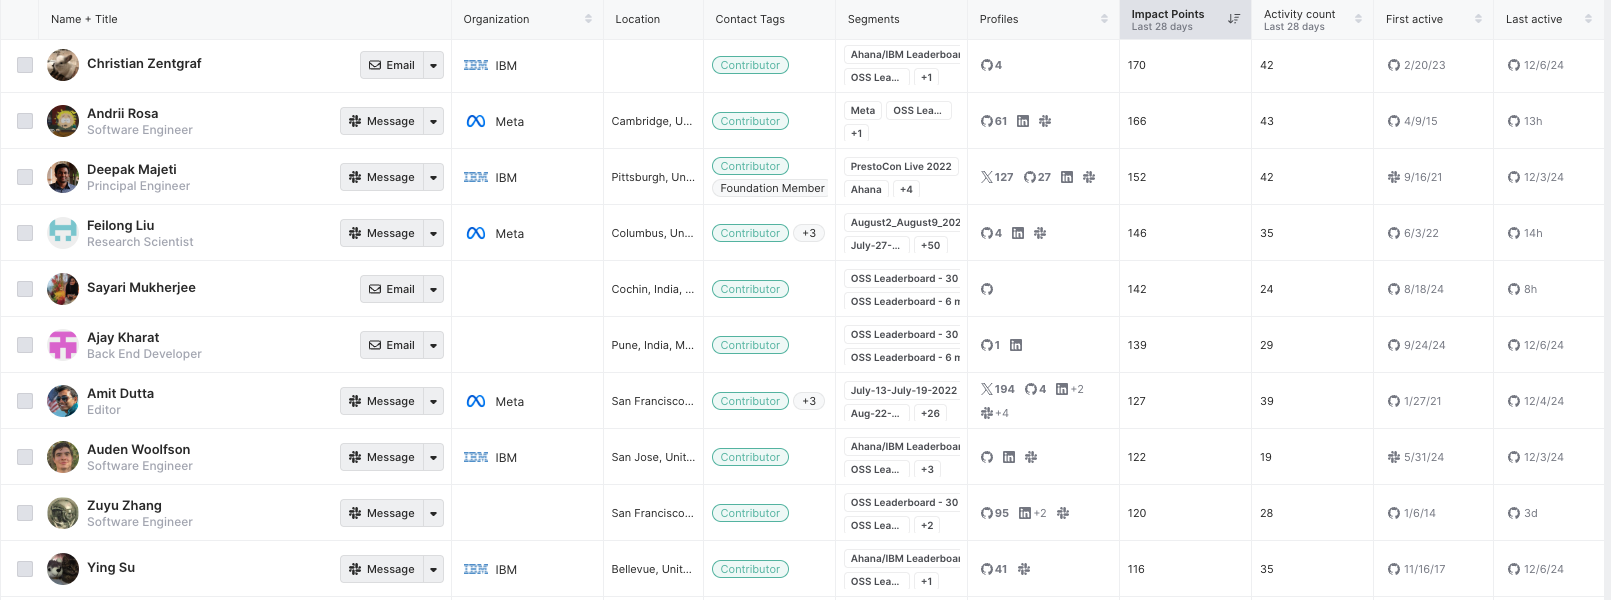 Name + Title Organization Location Contact Tags Segments Profiles Impact Points Last 28 days Activity count Last 28 days First active Last active
Christian Zentgraf Email IBM IBM Contributor Ahana/IBM Leaderboar OSS Lea... +1 4 170 42 2/20/23 12/6/24
Andrii Rosa Software Engineer Message Meta Cambridge, U... Contributor Meta OSS Lea... +1 61 166 43 4/9/15 13h
Deepak Majeti Principal Engineer Message IBM IBM Pittsburgh, Un... Contributor Foundation Member PrestoCon Live 2022 Ahana +4 127 27 152 42 9/16/21 12/3/24
Feilong Liu Research Scientist Message Meta Columbus, Un... Contributor +3 August2_August9_202 July-27-... +50 4 146 35 6/3/22 14h
Sayari Mukherjee Email Cochin, India, ... Contributor OSS Leaderboard - 30 OSS Leaderboard - 6 m 142 24 8/18/24 8h
Ajay Kharat Back End Developer Email Pune, India, M... Contributor OSS Leaderboard - 30 OSS Leaderboard - 6 m 1 139 29 9/24/24 12/6/24
Amit Dutta Editor Message Meta San Francisco... Contributor +3 July-13-July-19-2022 Aug-22-... +26 194 4 +2 +4 127 39 1/27/21 12/4/24
Auden Woolfson Software Engineer Message IBM IBM San Jose, Unit... Contributor Ahana/IBM Leaderboar OSS Lea... +3 122 19 5/31/24 12/3/24
Zuyu Zhang Software Engineer Message San Francisco... Contributor OSS Leaderboard - 30 OSS Lea... +2 95 +2 120 28 1/6/14 3d
Ying Su Message IBM IBM Bellevue, Unit... Contributor Ahana/IBM Leaderboar OSS Lea... +1 41 116 35 11/16/17 12/6/24